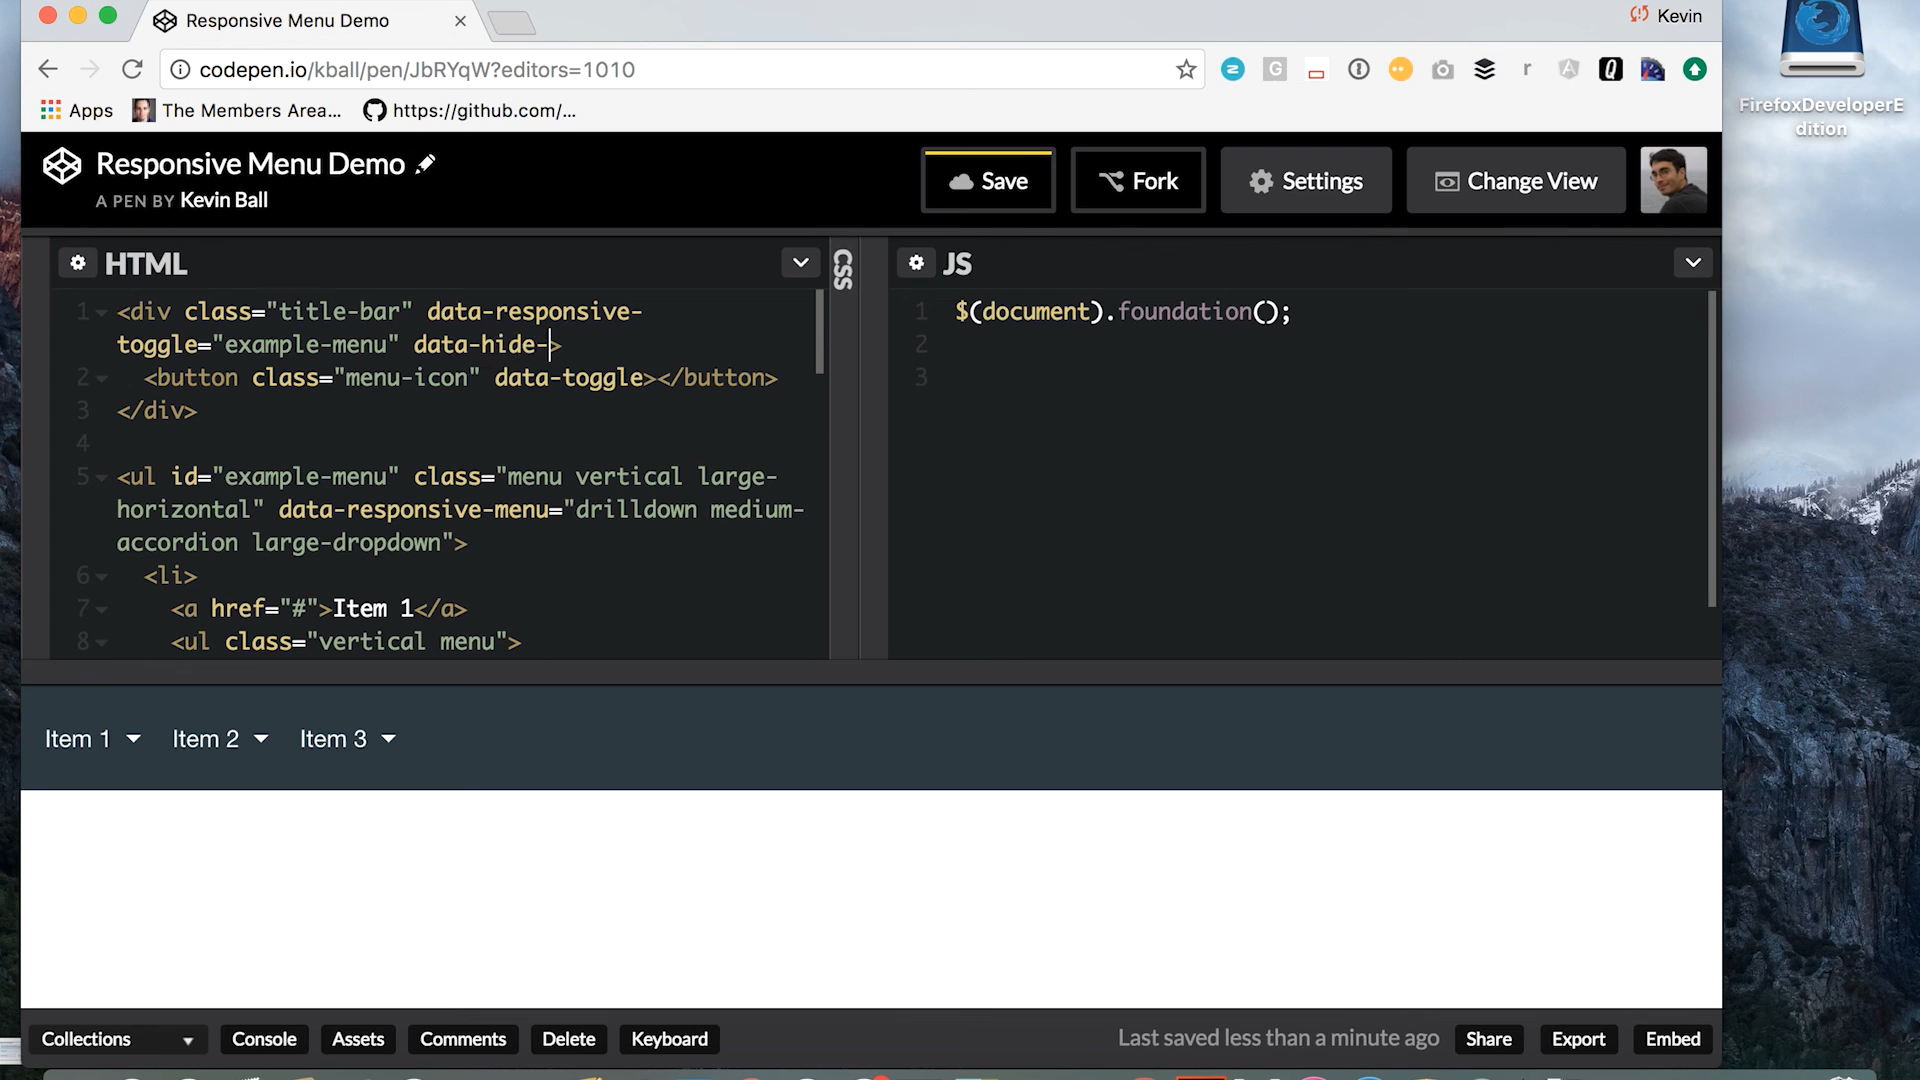 Responsive Menu Demo
Kevin
codepen.io/kball/pen/JbRYqW?editors=1010
Apps
The Members Area...
https://github.com/...
FirefoxDeveloperE
dition
Responsive Menu Demo
A PEN BY Kevin Ball
Save
Fork
Settings
Change View
HTML
CSS
JS
1 <div class="title-bar" data-responsive-
toggle="example-menu" data-hide->
2 <button class="menu-icon" data-toggle></button>
3 </div>
4
5 <ul id="example-menu" class="menu vertical large-
horizontal" data-responsive-menu="drilldown medium-
accordion large-dropdown">
6 <li>
7 <a href="#">Item 1</a>
8 <ul class="vertical menu">
1 $(document).foundation();
2
3
Item 1
Item 2
Item 3
Collections
Console
Assets
Comments
Delete
Keyboard
Last saved less than a minute ago
Share
Export
Embed